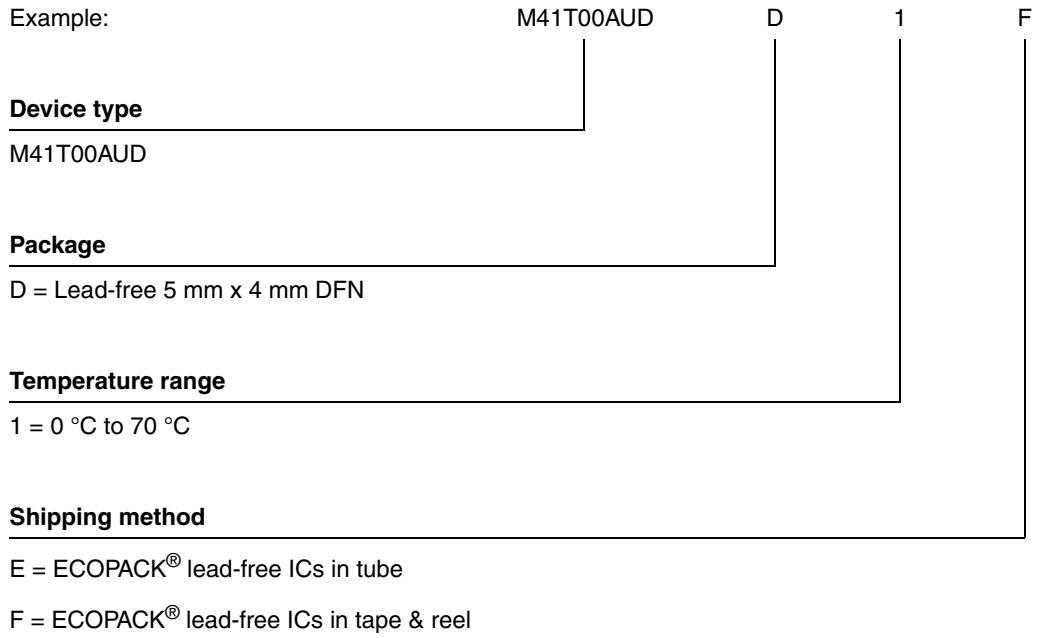 Example: M41T00AUD D 1 F
Device type
M41T00AUD
Package
D = Lead-free 5 mm x 4 mm DFN
Temperature range
1 = 0 °C to 70 °C
Shipping method
E = ECOPACK® lead-free ICs in tube
F = ECOPACK® lead-free ICs in tape & reel